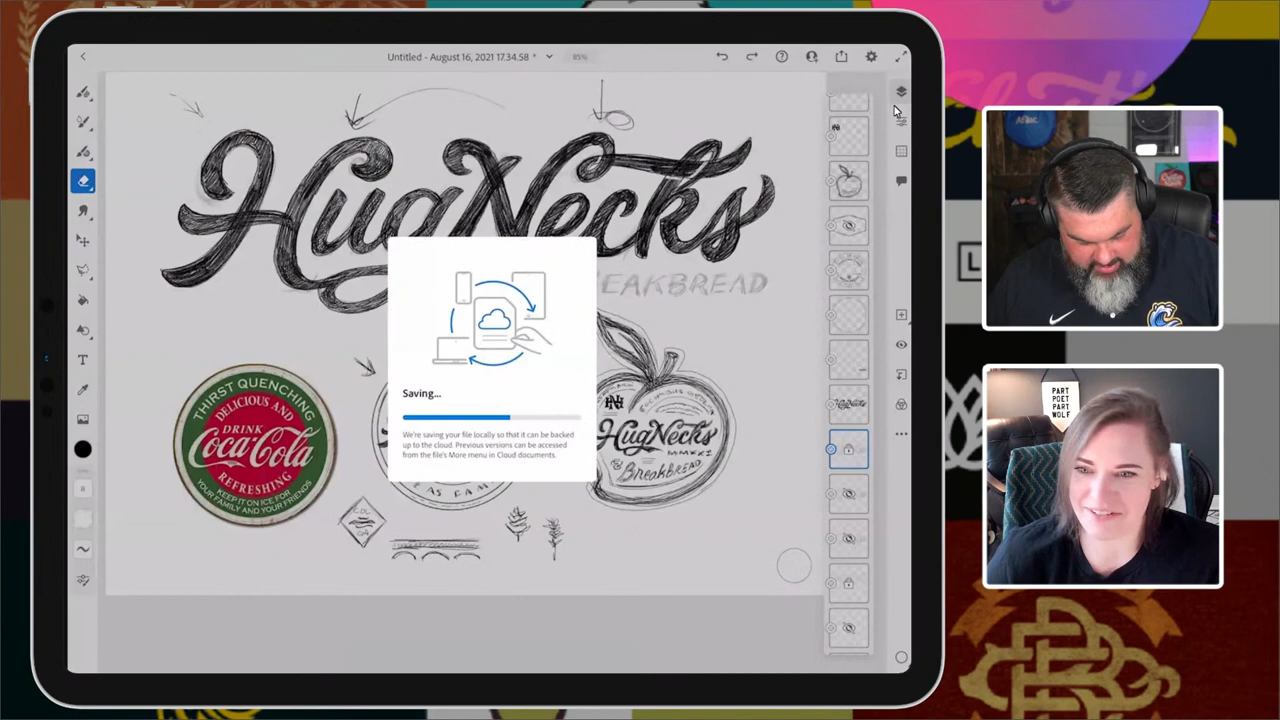 Untitled - August 16, 2021 17.34.58 *
85%
HugNecks
EAKBREAD
THIRST QUENCHING
DELICIOUS AND
DRINK
Coca-Cola
REFRESHING
KEEP IT ON ICE FOR
YOUR FAMILY AND YOUR FRIENDS
Saving...
We're saving your file locally so that it can be backed
up to the cloud. Previous versions can be accessed
from the file's More menu in Cloud documents.
HN
HugNecks
MMXXI
& BreakBREAD
T
PART
POET
PART
WOLF